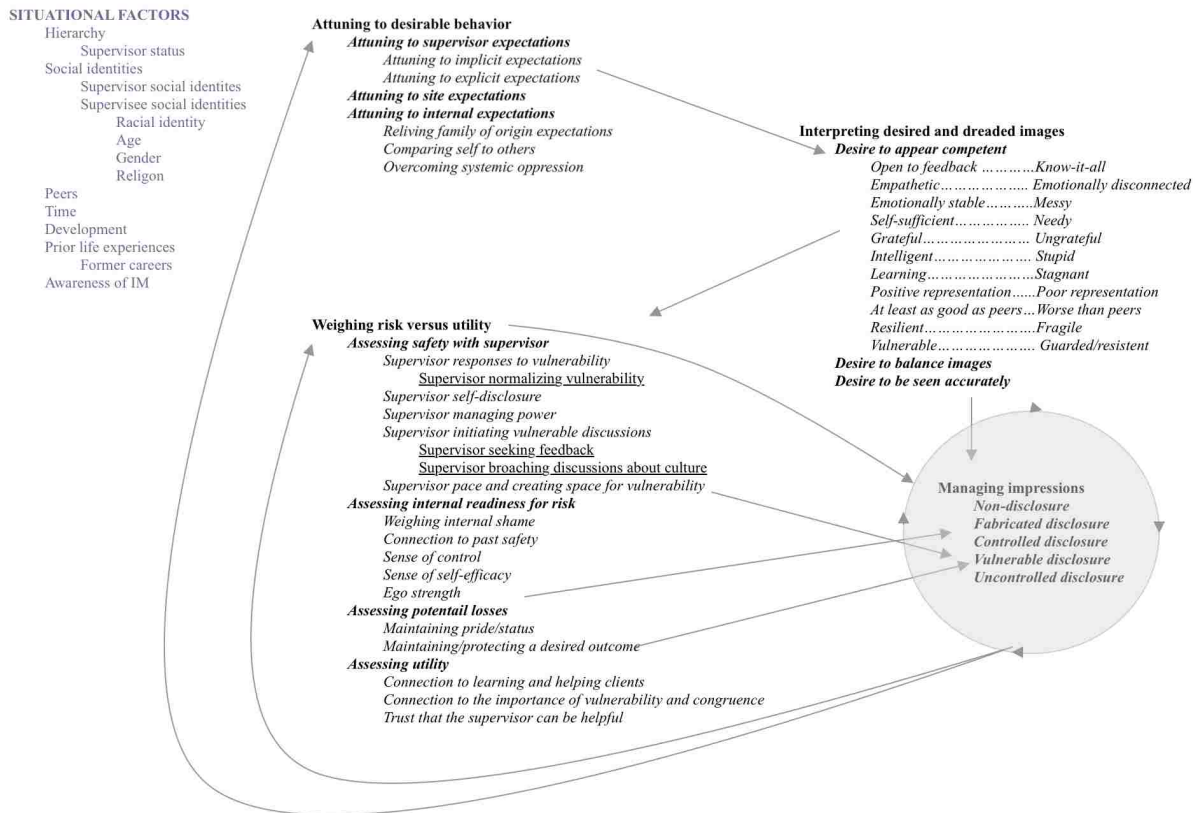 SITUATIONAL FACTORS
Hierarchy
Supervisor status
Social identities
Supervisor social identites
Supervisee social identities
Racial identity
Age
Gender
Religon
Peers
Time
Development
Prior life experiences
Former careers
Awareness of IM
Attuning to desirable behavior
Attuning to supervisor expectations
Attuning to implicit expectations
Attuning to explicit expectations
Attuning to site expectations
Attuning to internal expectations
Reliving family of origin expectations
Comparing self to others
Overcoming systemic oppression
Interpreting desired and dreaded images
Desire to appear competent
Open to feedback …………Know-it-all
Empathetic……………….. Emotionally disconnected
Emotionally stable………..Messy
Self-sufficient…………….. Needy
Grateful……………………… Ungrateful
Intelligent…………………. Stupid
Learning……………………Stagnant
Positive representation…...Poor representation
At least as good as peers…Worse than peers
Resilient……………………..Fragile
Vulnerable…………………. Guarded/resistent
Desire to balance images
Desire to be seen accurately
Weighing risk versus utility
Assessing safety with supervisor
Supervisor responses to vulnerability
Supervisor normalizing vulnerability
Supervisor self-disclosure
Supervisor managing power
Supervisor initiating vulnerable discussions
Supervisor seeking feedback
Supervisor broaching discussions about culture
Supervisor pace and creating space for vulnerability
Assessing internal readiness for risk
Weighing internal shame
Connection to past safety
Sense of control
Sense of self-efficacy
Ego strength
Assessing potentail losses
Maintaining pride/status
Maintaining/protecting a desired outcome
Assessing utility
Connection to learning and helping clients
Connection to the importance of vulnerability and congruence
Trust that the supervisor can be helpful
Managing impressions
Non-disclosure
Fabricated disclosure
Controlled disclosure
Vulnerable disclosure
Uncontrolled disclosure